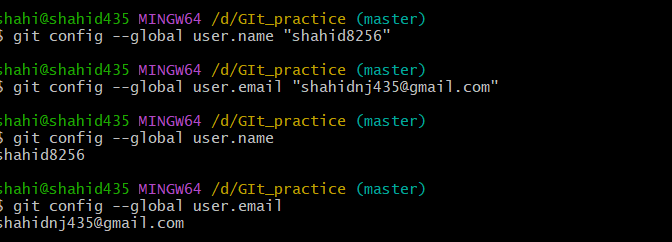 shahi@shahid435 MINGW64 /d/GIt_practice (master)
$ git config --global user.name "shahid8256"
shahi@shahid435 MINGW64 /d/GIt_practice (master)
$ git config --global user.email "shahidnj435@gmail.com"
shahi@shahid435 MINGW64 /d/GIt_practice (master)
$ git config --global user.name
shahid8256
shahi@shahid435 MINGW64 /d/GIt_practice (master)
$ git config --global user.email
shahidnj435@gmail.com